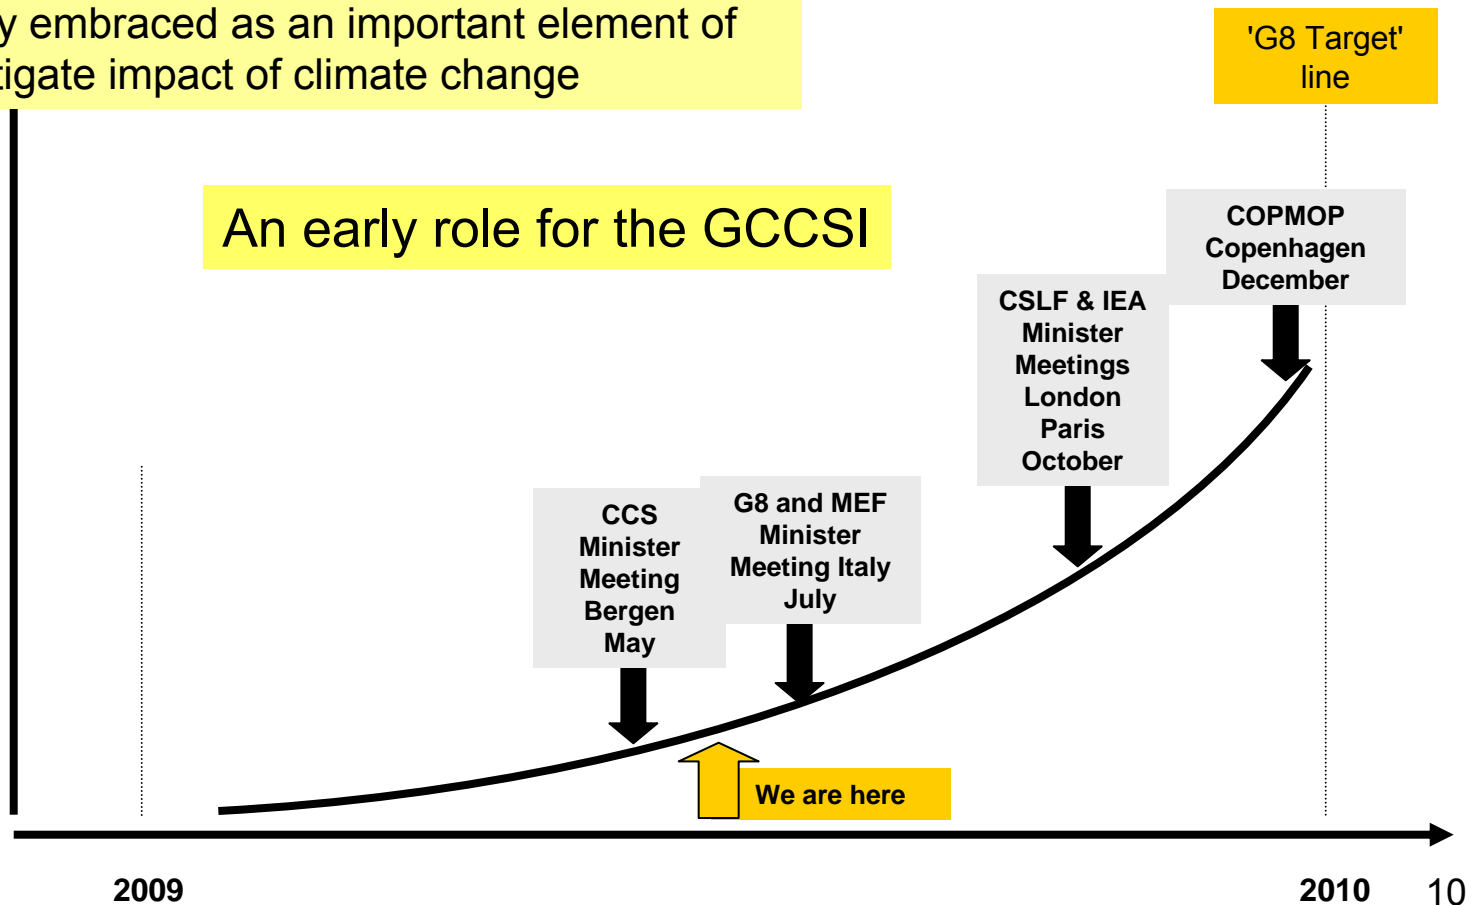 embraced as an important element of
impact of climate change
'G8 Target'
line
An early role for the GCCSI
COPMOP
Copenhagen
December
CSLF & IEA
Minister
Meetings
London
Paris
October
G8 and MEF
Minister
Meeting Italy
July
CCS
Minister
Meeting
Bergen
May
We are here
2009
2010
10